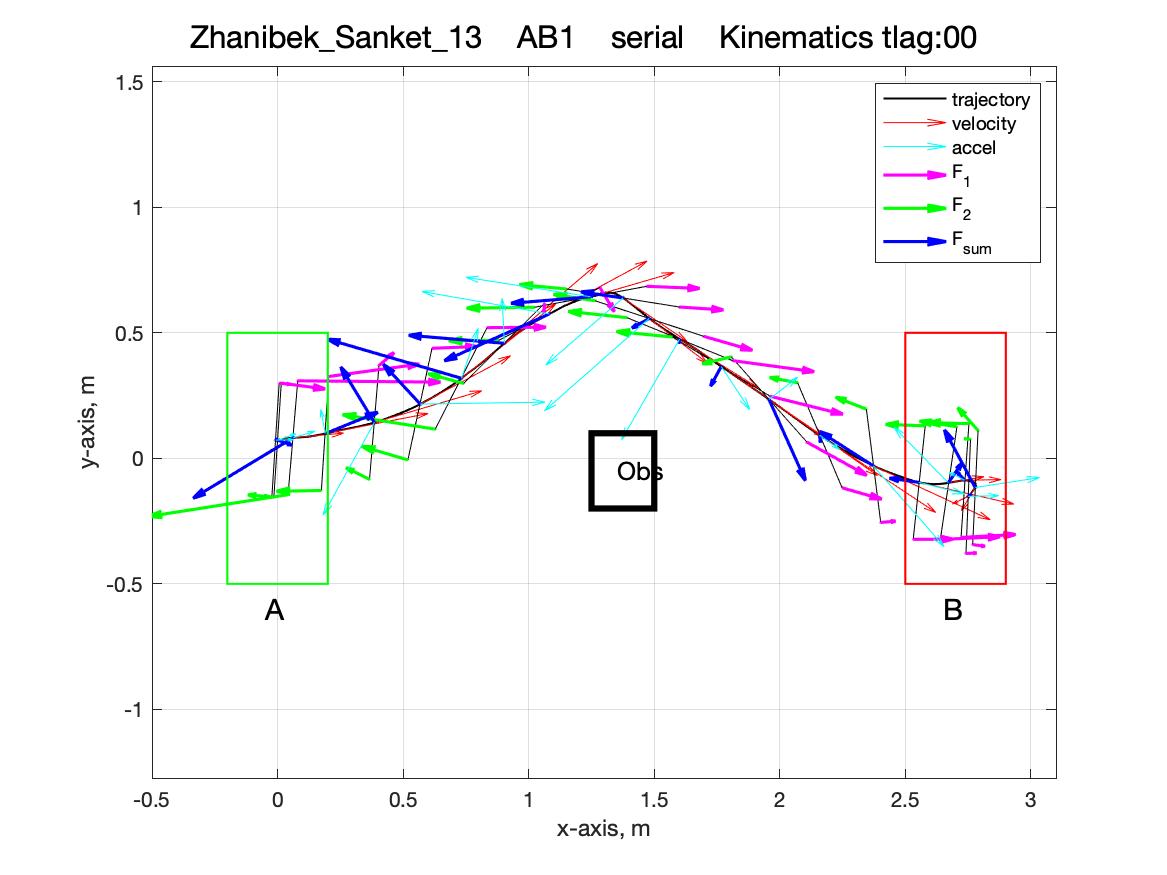 Zhanibek_Sanket_13 AB1 serial Kinematics tlag:00
1.5
1
0.5
0
-0.5
-1
y-axis, m
trajectory
velocity
accel
F1
F2
Fsum
Obs
A
B
-0.5 0 0.5 1 1.5 2 2.5 3
x-axis, m